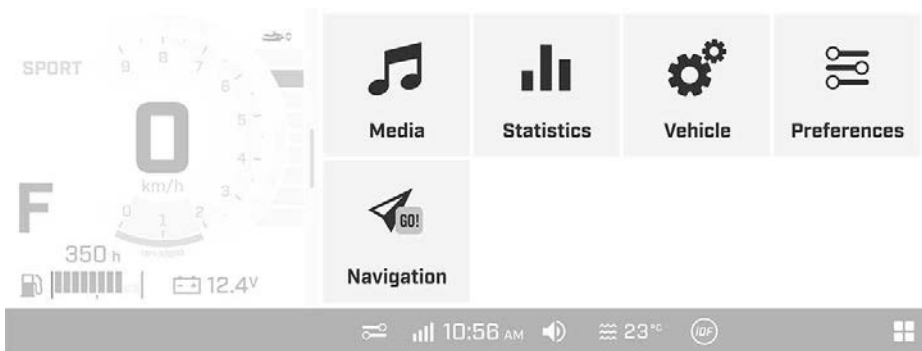 SPORT
9 8 7
6
5
4
3
0 1 2
0
km/h
F
350 h
12.4V
Media
Statistics
Vehicle
Preferences
GO!
Navigation
10:56 AM
23°C
iDF